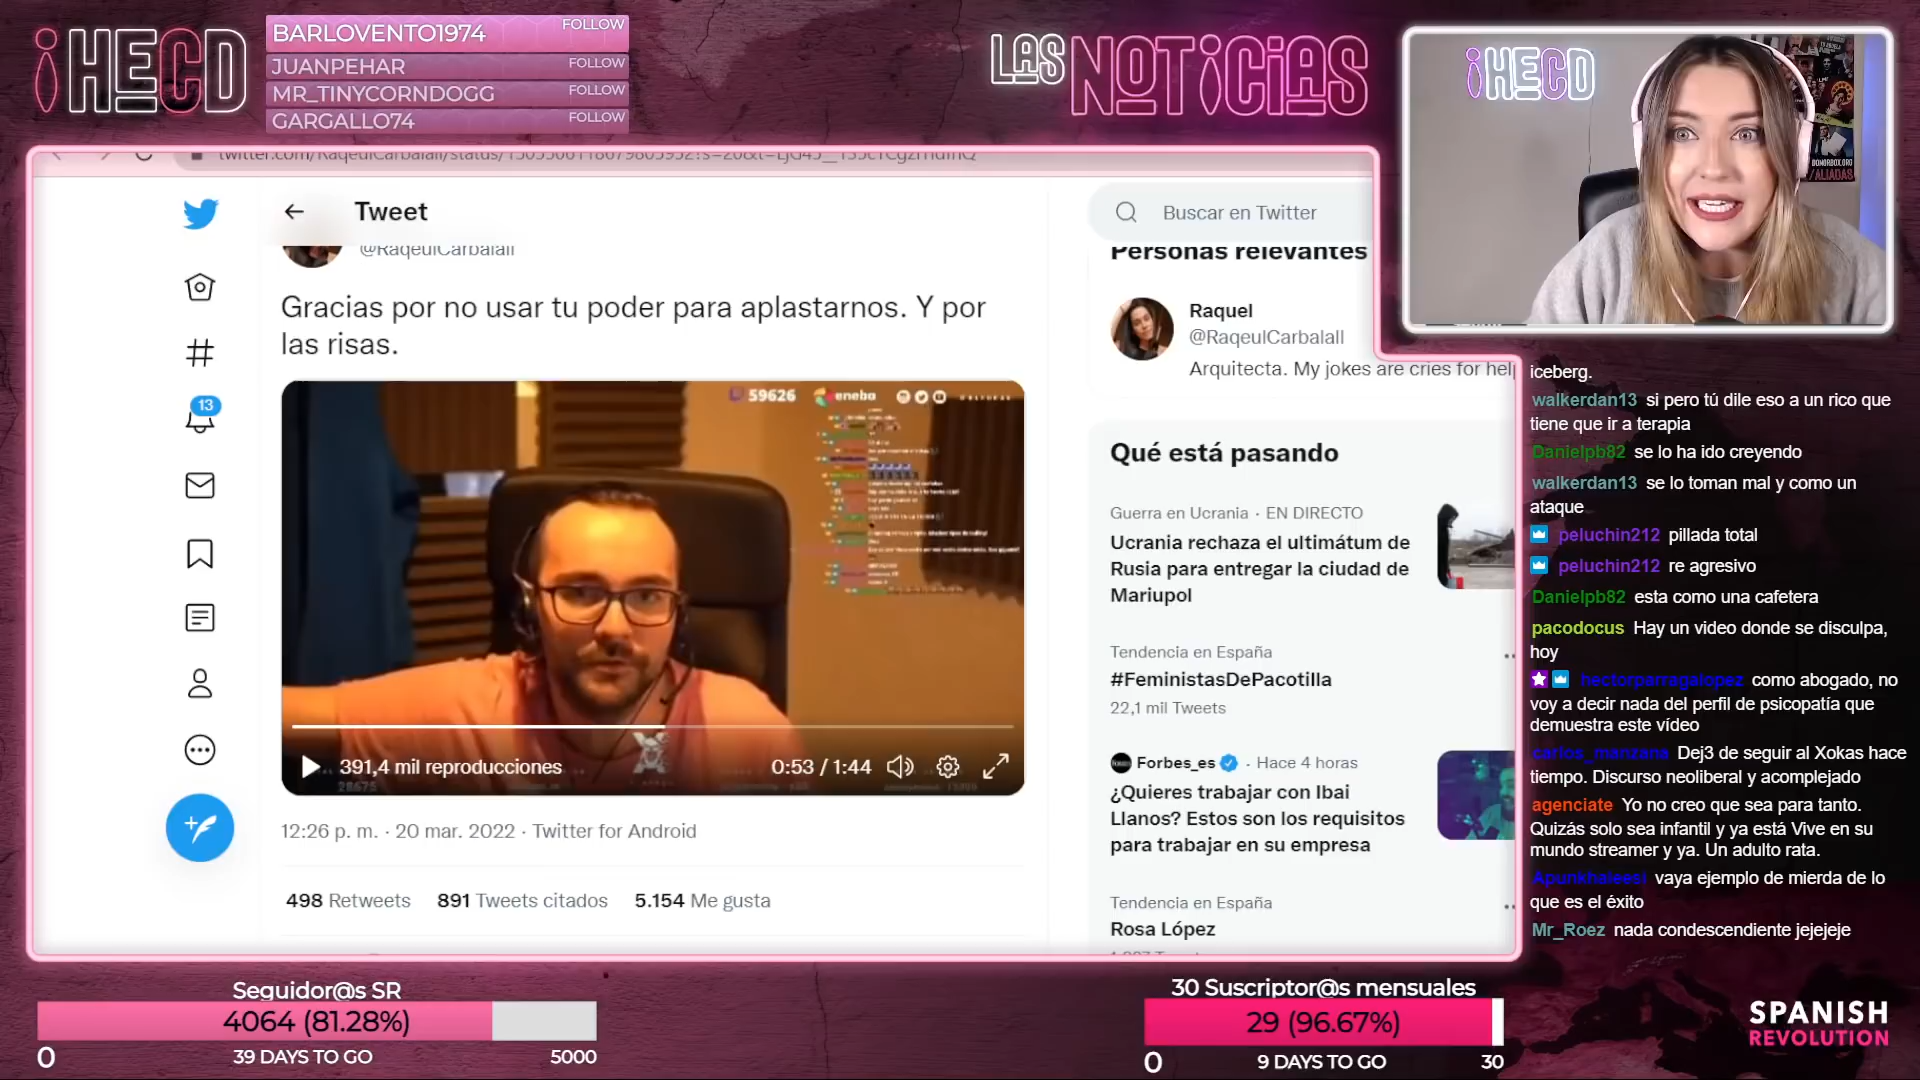 ¡HECD
BARLOVENTO1974 FOLLOW
JUANPEHAR FOLLOW
MR_TINYCORNDOGG FOLLOW
GARGALLO74 FOLLOW
LAS NOTICIAS
¡HECD
DONORBOX.ORG
/ALIADAS
Tweet
@RaqeulCarbalall
Gracias por no usar tu poder para aplastarnos. Y por
las risas.
59626
eneba
391,4 mil reproducciones
0:53 / 1:44
28675
12:26 p. m. · 20 mar. 2022 · Twitter for Android
498 Retweets 891 Tweets citados 5.154 Me gusta
13
Buscar en Twitter
Personas relevantes
Raquel
@RaqeulCarbalall
Arquitecta. My jokes are cries for help
Qué está pasando
Guerra en Ucrania · EN DIRECTO
Ucrania rechaza el ultimátum de
Rusia para entregar la ciudad de
Mariupol
Tendencia en España
#FeministasDePacotilla
22,1 mil Tweets
Forbes_es · Hace 4 horas
¿Quieres trabajar con Ibai
Llanos? Estos son los requisitos
para trabajar en su empresa
Tendencia en España
Rosa López
iceberg.
walkerdan13 si pero tú dile eso a un rico que
tiene que ir a terapia
Danielpb82 se lo ha ido creyendo
walkerdan13 se lo toman mal y como un
ataque
peluchin212 pillada total
peluchin212 re agresivo
Danielpb82 esta como una cafetera
pacodocus Hay un video donde se disculpa,
hoy
hectorparragalopez como abogado, no
voy a decir nada del perfil de psicopatía que
demuestra este vídeo
carlos_manzana Dej3 de seguir al Xokas hace
tiempo. Discurso neoliberal y acomplejado
agenciate Yo no creo que sea para tanto.
Quizás solo sea infantil y ya está Vive en su
mundo streamer y ya. Un adulto rata.
Apunkhaleesi vaya ejemplo de mierda de lo
que es el éxito
Mr_Roez nada condescendiente jejejeje
Seguidor@s SR
4064 (81.28%)
0 39 DAYS TO GO 5000
30 Suscriptor@s mensuales
29 (96.67%)
0 9 DAYS TO GO 30
SPANISH
REVOLUTION